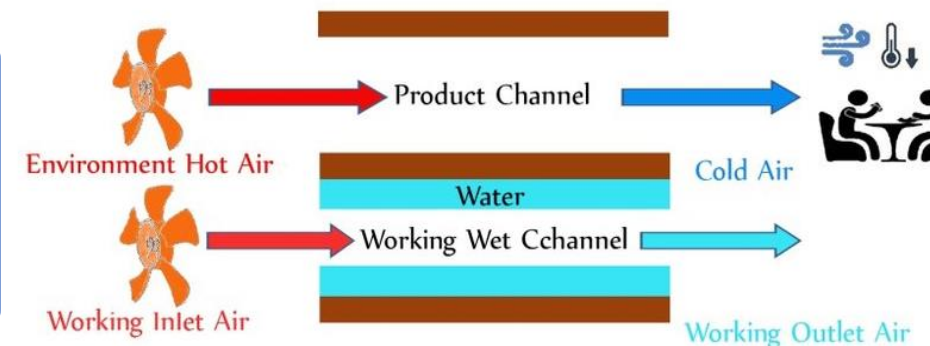 Product Channel
Environment Hot Air
Cold Air
Water
Working Wet Cchannel
Working Inlet Air
Working Outlet Air